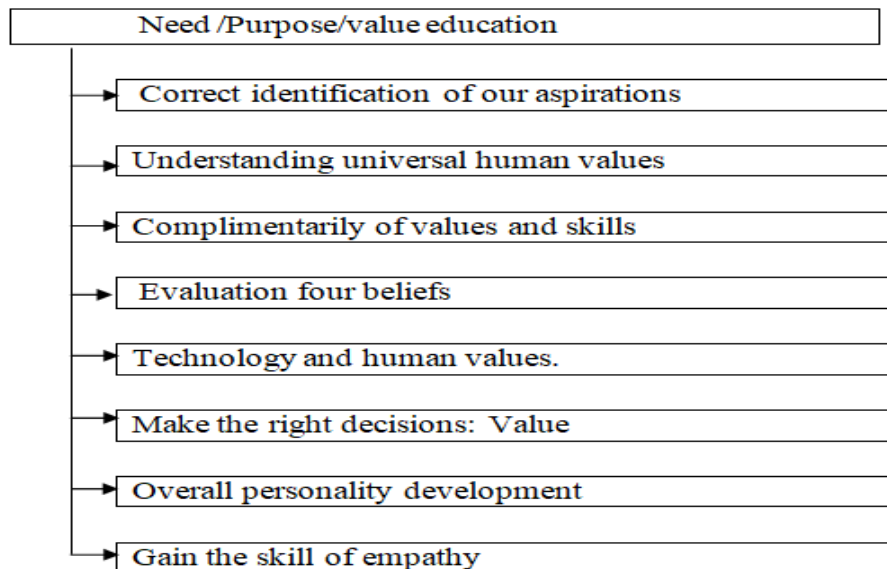 Need /Purpose/value education
Correct identification of our aspirations
Understanding universal human values
Complimentarily of values and skills
Evaluation four beliefs
Technology and human values.
Make the right decisions: Value
Overall personality development
Gain the skill of empathy